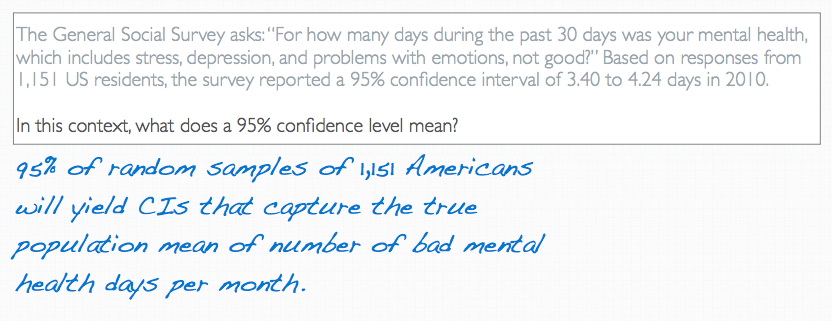 The General Social Survey asks: “For how many days during the past 30 days was your mental health,
which includes stress, depression, and problems with emotions, not good?” Based on responses from
1,151 US residents, the survey reported a 95% confidence interval of 3.40 to 4.24 days in 2010.
In this context, what does a 95% confidence level mean?
95% of random samples of 1,151 Americans
will yield CIs that capture the true
population mean of number of bad mental
health days per month.